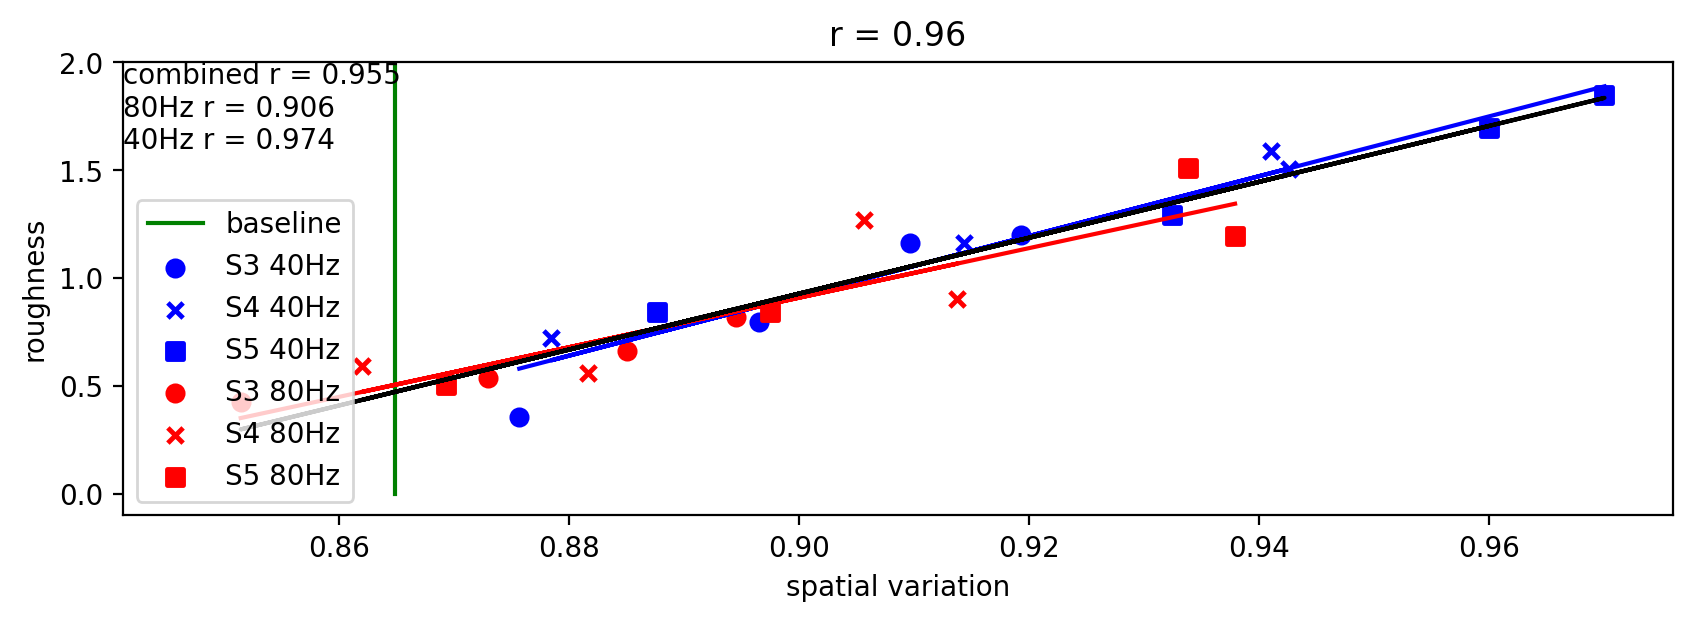 r = 0.96
combined r = 0.955
80Hz r = 0.906
40Hz r = 0.974
2.0
1.5
1.0
0.5
0.0
roughness
baseline
S3 40Hz
S4 40Hz
S5 40Hz
S3 80Hz
S4 80Hz
S5 80Hz
0.86 0.88 0.90 0.92 0.94 0.96
spatial variation